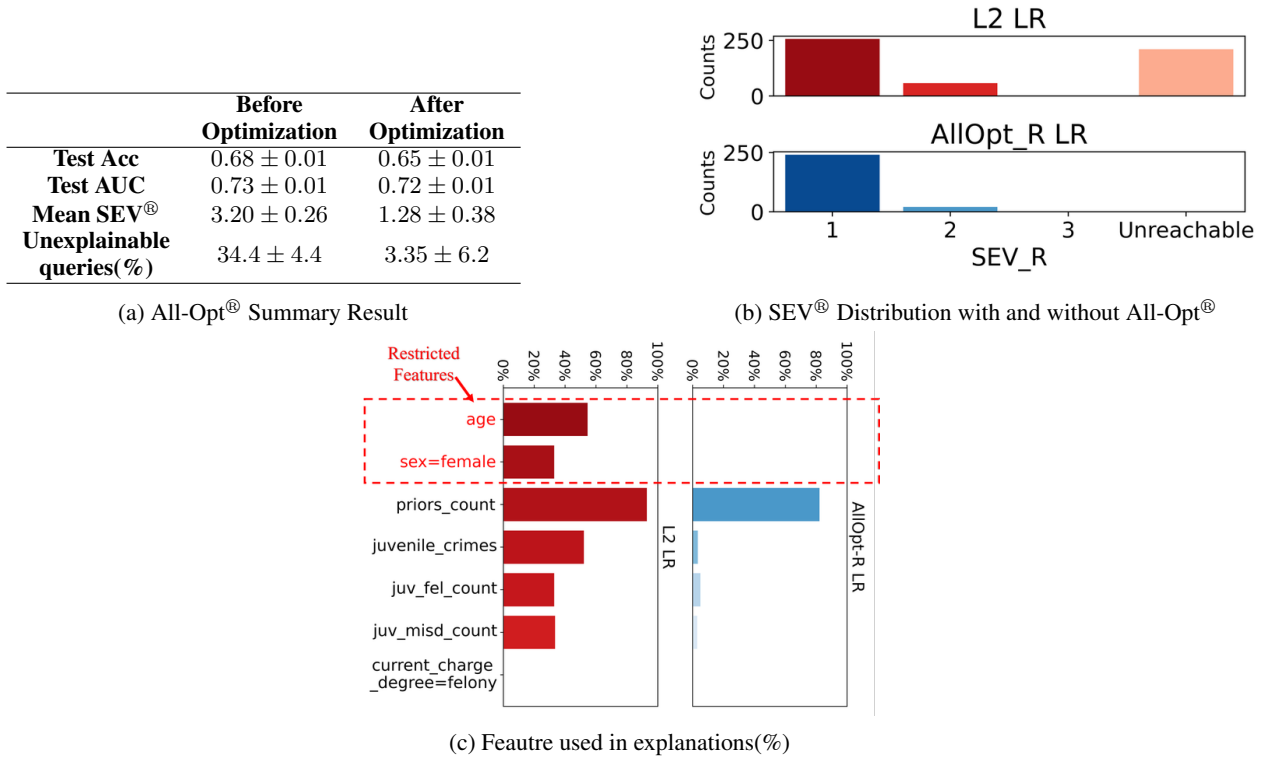 Before Optimization
After Optimization
Test Acc 0.68 ± 0.01 0.65 ± 0.01
Test AUC 0.73 ± 0.01 0.72 ± 0.01
Mean SEV® 3.20 ± 0.26 1.28 ± 0.38
Unexplainable queries(%) 34.4 ± 4.4 3.35 ± 6.2
(a) All-Opt® Summary Result
L2 LR
Counts
250
0
AllOpt_R LR
Counts
250
0
1 2 3 Unreachable
SEV_R
(b) SEV® Distribution with and without All-Opt®
Restricted
Features
0% 20% 40% 60% 80% 100%
0% 20% 40% 60% 80% 100%
age
sex=female
priors_count
juvenile_crimes
juv_fel_count
juv_misd_count
current_charge
_degree=felony
L2 LR
AllOpt-R LR
(c) Feautre used in explanations(%)